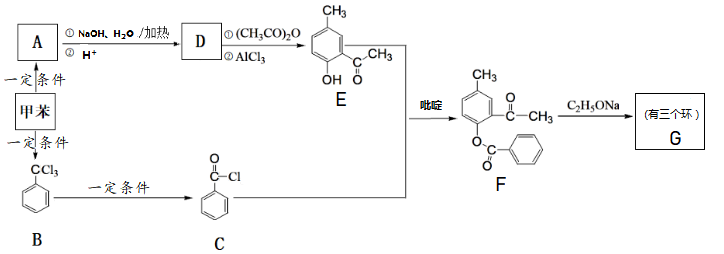 A
① NaOH、H₂O /加热
② H⁺
D
① (CH₃CO)₂O
② AlCl₃
CH₃
CH₃
C
OH
O
E
一定条件
甲苯
一定条件
CCl₃
B
一定条件
O
C—Cl
C
吡啶
CH₃
O
C—CH₃
O
C
O
F
C₂H₅ONa
(有三个环)
G